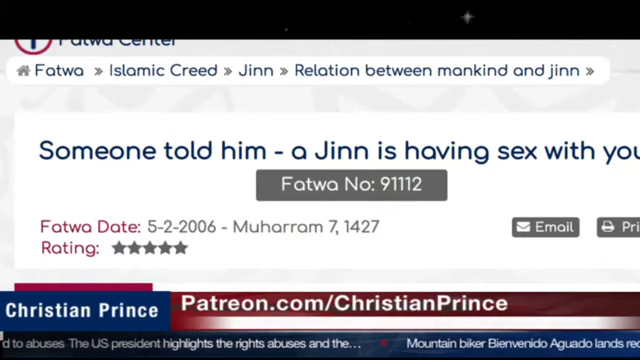 Fatwa Center
Fatwa » Islamic Creed » Jinn » Relation between mankind and jinn »
Someone told him - a Jinn is having sex with you
Fatwa No: 91112
Fatwa Date: 5-2-2006 - Muharram 7, 1427
Email
Pri
Rating:
Christian Prince
Patreon.com/ChristianPrince
d to abuses The US president highlights the rights abuses and the...
Mountain biker Bienvenido Aguado lands rec